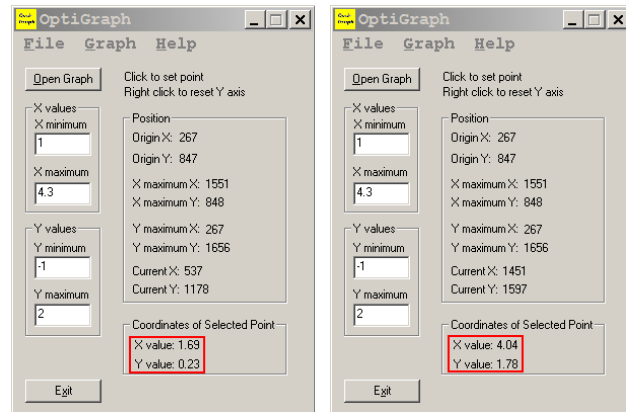 OptiGraph
File Graph Help
Open Graph
Click to set point
Right click to reset Y axis
X values
X minimum
1
X maximum
4.3
Y values
Y minimum
-1
Y maximum
2
Position
Origin X: 267
Origin Y: 847
X maximum X: 1551
X maximum Y: 848
Y maximum X: 267
Y maximum Y: 1656
Current X: 537
Current Y: 1178
Coordinates of Selected Point
X value: 1.69
Y value: 0.23
Exit
OptiGraph
File Graph Help
Open Graph
Click to set point
Right click to reset Y axis
X values
X minimum
1
X maximum
4.3
Y values
Y minimum
-1
Y maximum
2
Position
Origin X: 267
Origin Y: 847
X maximum X: 1551
X maximum Y: 848
Y maximum X: 267
Y maximum Y: 1656
Current X: 1451
Current Y: 1597
Coordinates of Selected Point
X value: 4.04
Y value: 1.78
Exit